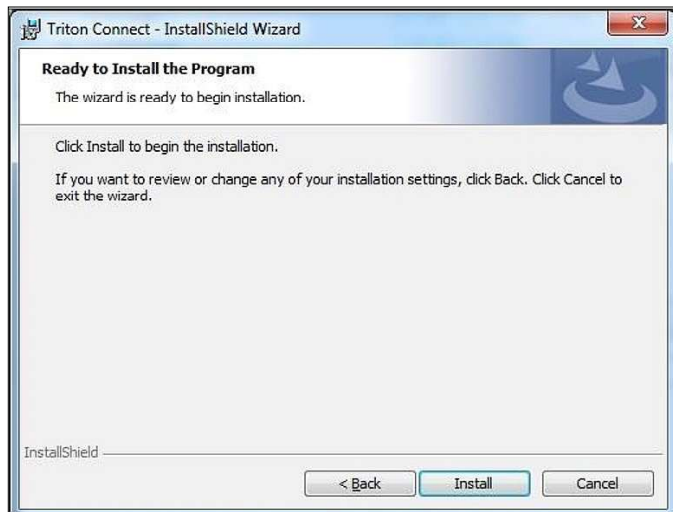 Triton Connect - InstallShield Wizard
Ready to Install the Program
The wizard is ready to begin installation.
Click Install to begin the installation.
If you want to review or change any of your installation settings, click Back. Click Cancel to
exit the wizard.
InstallShield
< Back
Install
Cancel